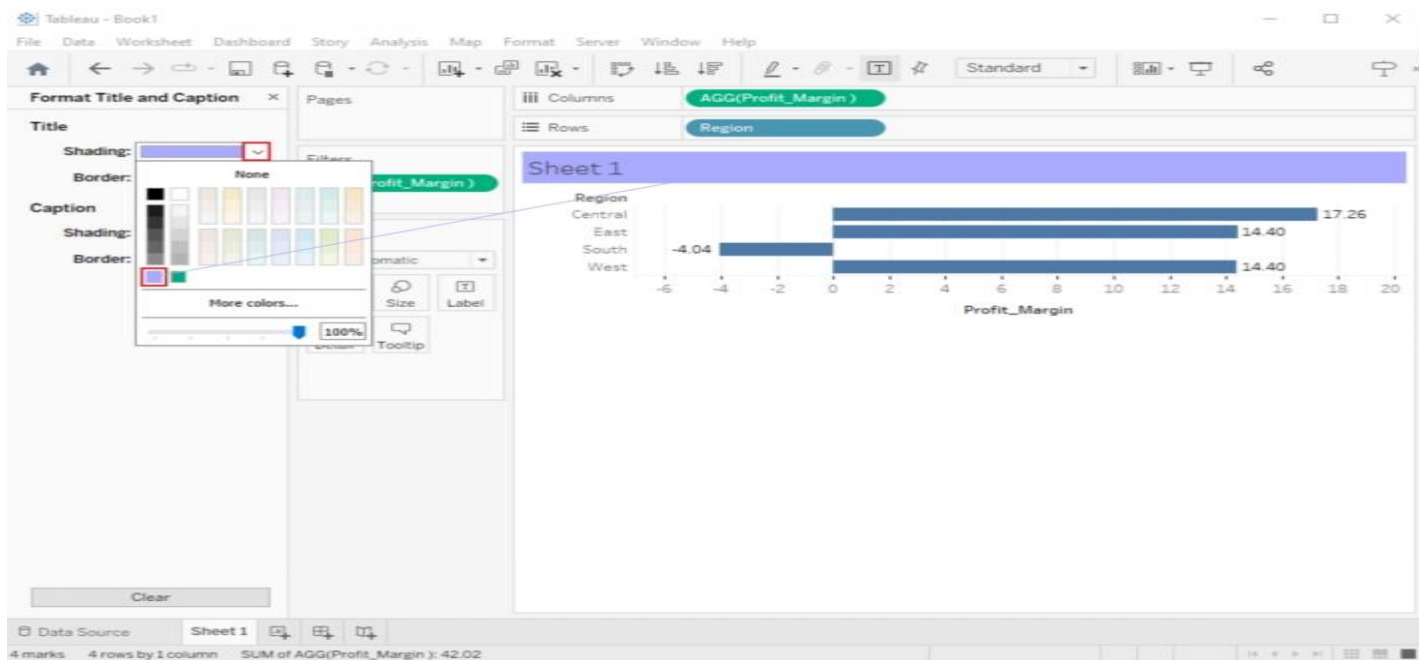 Tableau - Book1
File Data Worksheet Dashboard Story Analysis Map Format Server Window Help
Standard
Format Title and Caption
Title
Shading:
Border:
None
Caption
Shading:
Border:
More colors...
100%
Clear
Pages
Filters
rofit_Margin )
omatic
Size
Label
Detail
Tooltip
Columns
AGG(Profit_Margin )
Rows
Region
Sheet 1
Region
Central 17.26
East 14.40
South -4.04
West 14.40
-6 -4 -2 0 2 4 6 8 10 12 14 16 18 20
Profit_Margin
Data Source Sheet 1
4 marks 4 rows by 1 column SUM of AGG(Profit_Margin ): 42.02